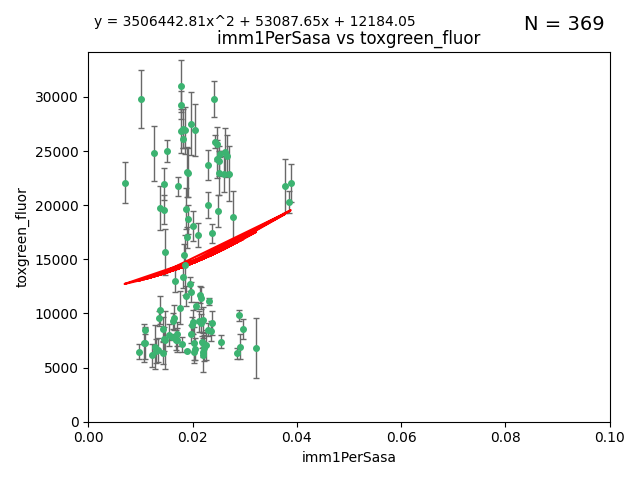 y = 3506442.81x^2 + 53087.65x + 12184.05
N = 369
imm1PerSasa vs toxgreen_fluor
30000
25000
20000
15000
10000
5000
0
toxgreen_fluor
0.00 0.02 0.04 0.06 0.08 0.10
imm1PerSasa